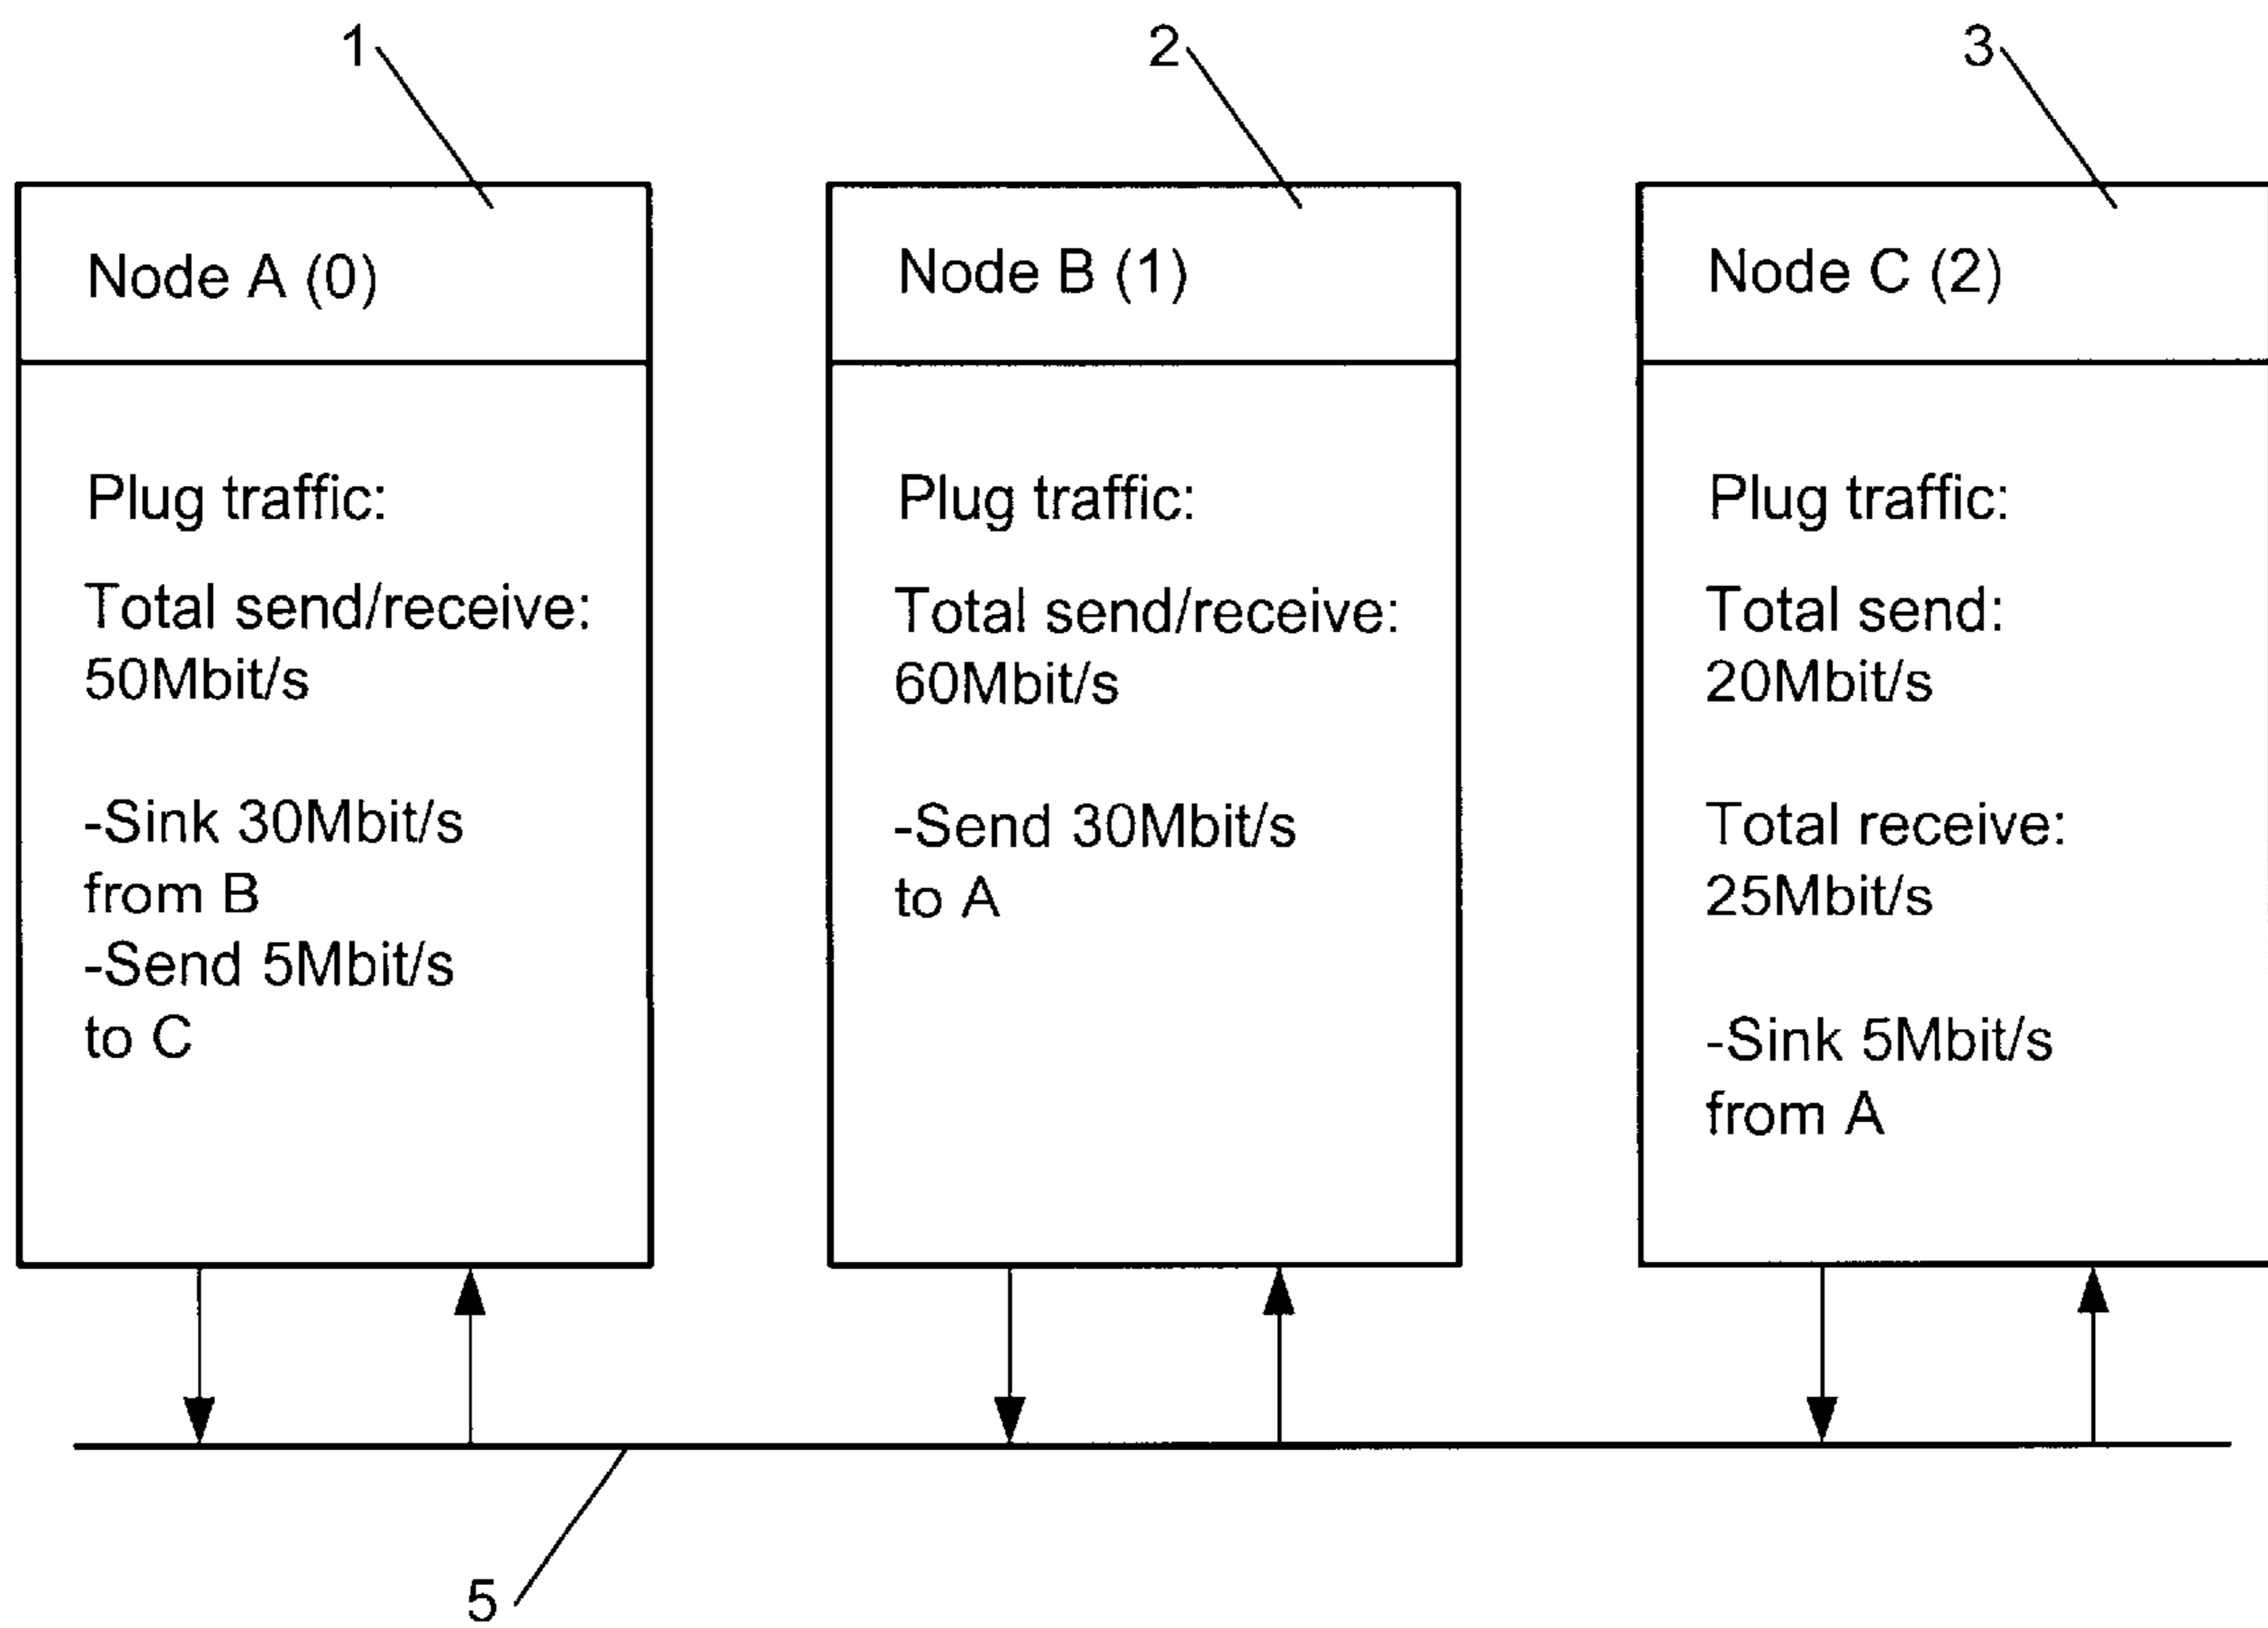 1
2
3
Node A (0)
Plug traffic:
Total send/receive:
50Mbit/s
-Sink 30Mbit/s
from B
-Send 5Mbit/s
to C
Node B (1)
Plug traffic:
Total send/receive:
60Mbit/s
-Send 30Mbit/s
to A
Node C (2)
Plug traffic:
Total send:
20Mbit/s
Total receive:
25Mbit/s
-Sink 5Mbit/s
from A
5